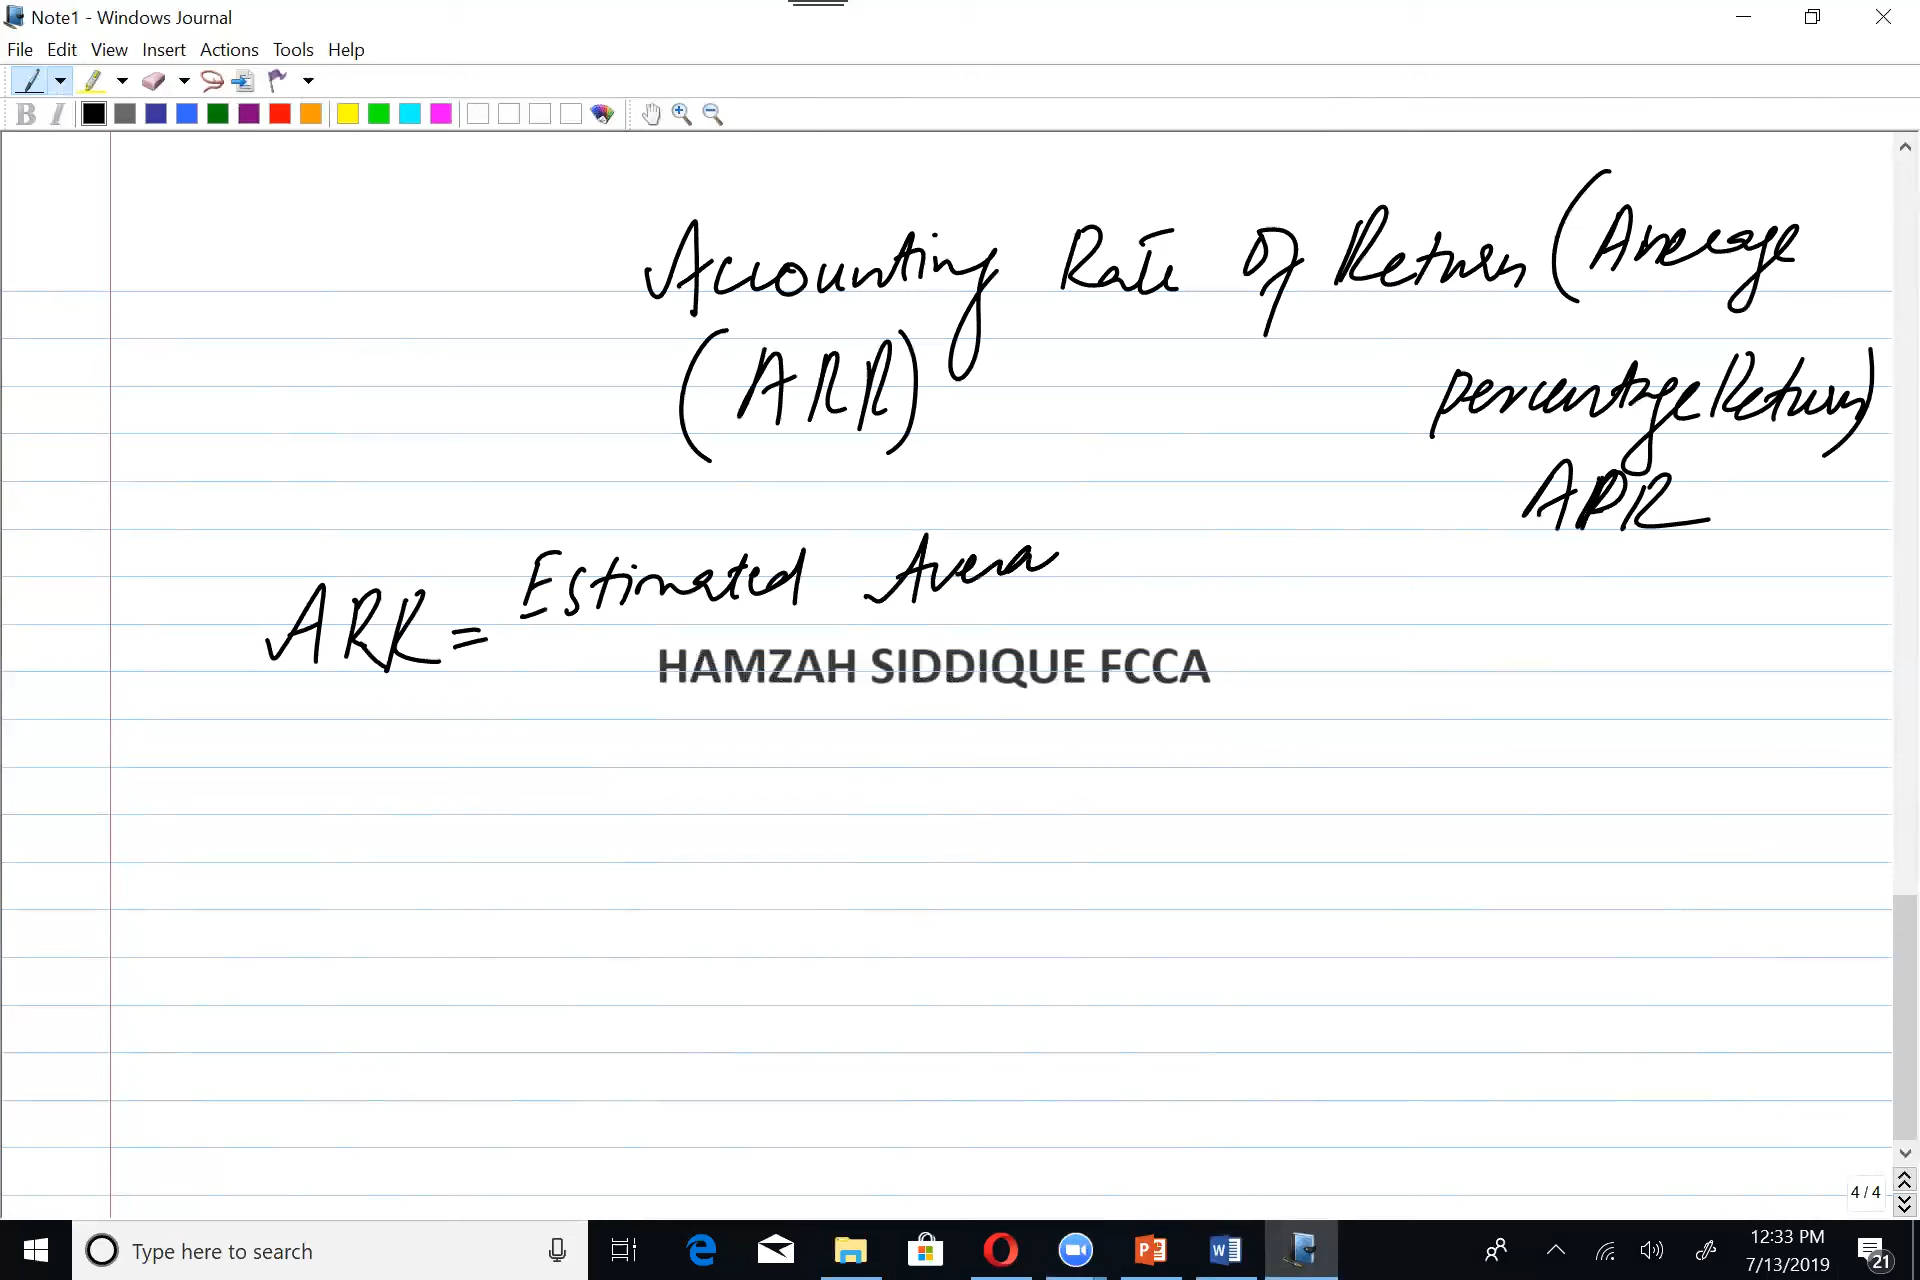 Note1 - Windows Journal
File Edit View Insert Actions Tools Help
B I
Accounting Rate Of Return (Average
(ARR)
percentage Return)
APR
ARR = Estimated Avera
HAMZAH SIDDIQUE FCCA
4 / 4
Type here to search
12:33 PM
7/13/2019
21